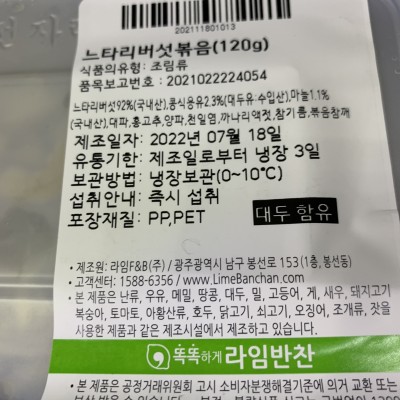 202111801013
느타리버섯볶음(120g)
식품의유형: 조림류
품목보고번호 : 2021022224054
느타리버섯92%(국내산),콩식용유2.3%(대두유:수입산),마늘1.1%
(국내산),대파,홍고추,양파,천일염,까나리액젓,참기름,볶음참깨
제조일자: 2022년 07월 18일
유통기한: 제조일로부터 냉장 3일
보관방법: 냉장보관(0~10℃)
섭취안내: 즉시 섭취
포장재질: PP,PET
대두 함유
• 제조원: 라임F&B(주) / 광주광역시 남구 봉선로 153 (1층, 봉선동)
• 고객센터: 1588-6356 / www.LimeBanchan.com
• 본 제품은 난류, 우유, 메밀, 땅콩, 대두, 밀, 고등어, 게, 새우, 돼지고기
복숭아, 토마토, 아황산류, 호두, 닭고기, 쇠고기, 오징어, 조개류, 잣을
사용한 제품과 같은 제조시설에서 제조하고 있습니다.
똑똑하게 라임반찬
• 본 제품은 공정거래위원회 고시 소비자분쟁해결기준에 의거 교환 또는